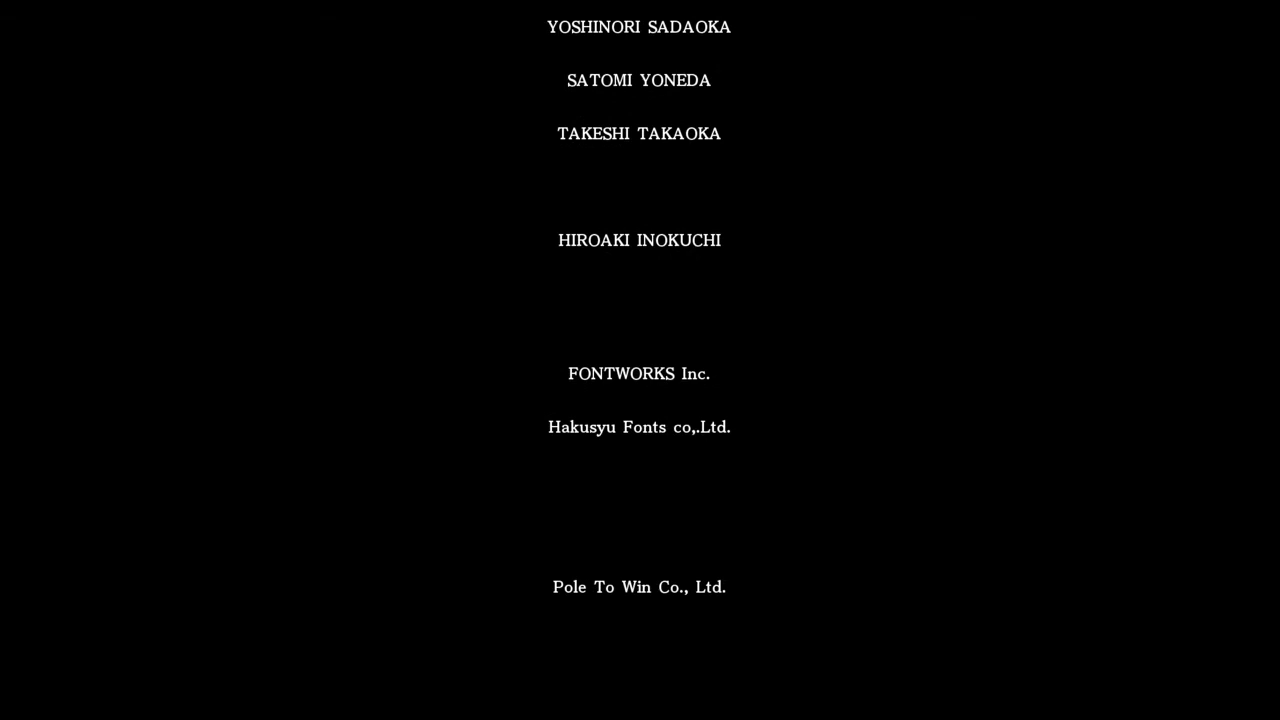 YOSHINORI SADAOKA
SATOMI YONEDA
TAKESHI TAKAOKA
HIROAKI INOKUCHI
FONTWORKS Inc.
Hakusyu Fonts co,.Ltd.
Pole To Win Co., Ltd.